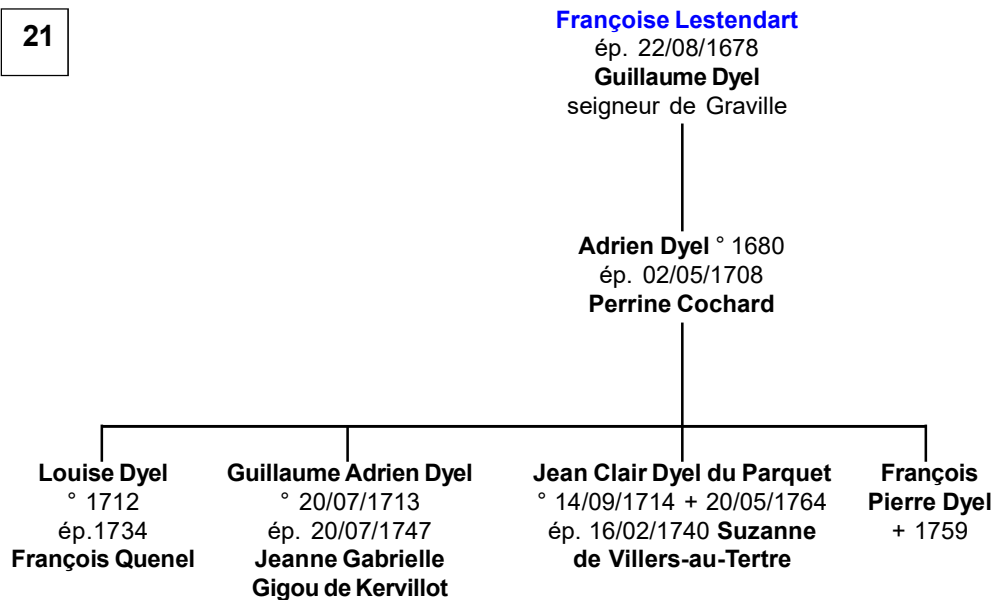 21
Françoise Lestendart
ép. 22/08/1678
Guillaume Dyel
seigneur de Graville
Adrien Dyel ° 1680
ép. 02/05/1708
Perrine Cochard
Louise Dyel
° 1712
ép.1734
François Quenel
Guillaume Adrien Dyel
° 20/07/1713
ép. 20/07/1747
Jeanne Gabrielle
Gigou de Kervillot
Jean Clair Dyel du Parquet
° 14/09/1714 + 20/05/1764
ép. 16/02/1740 Suzanne
de Villers-au-Tertre
François
Pierre Dyel
+ 1759